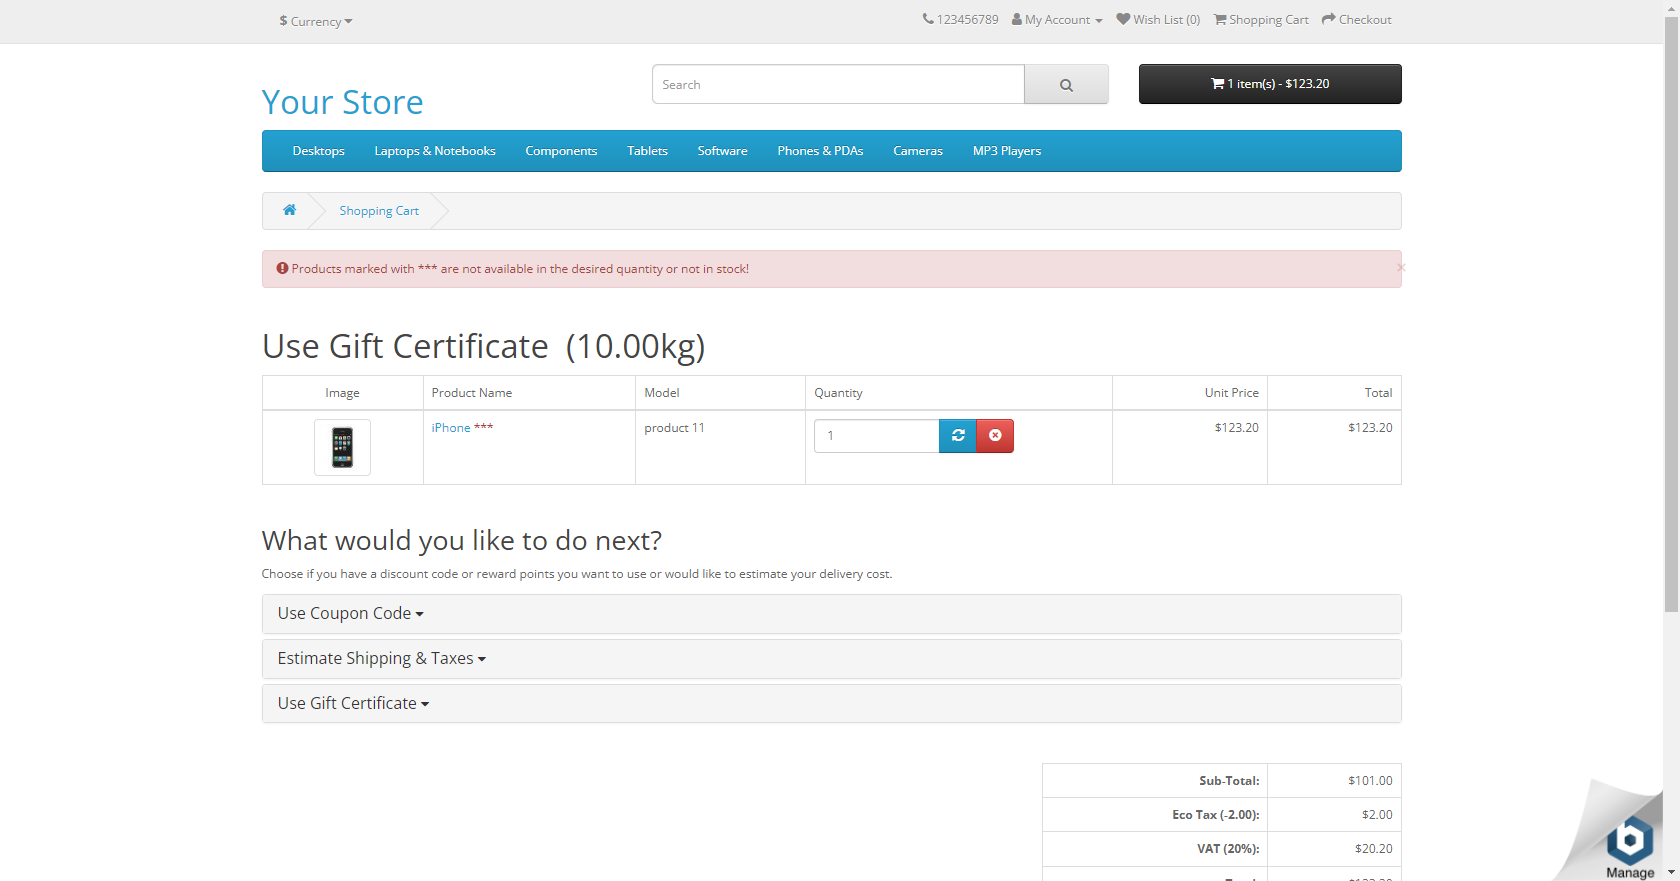 $ Currency
123456789 My Account Wish List (0) Shopping Cart Checkout
Your Store
Search
1 item(s) - $123.20
Desktops Laptops & Notebooks Components Tablets Software Phones & PDAs Cameras MP3 Players
Shopping Cart
Products marked with *** are not available in the desired quantity or not in stock!
×
Use Gift Certificate (10.00kg)
Image Product Name Model Quantity Unit Price Total
iPhone *** product 11 1 $123.20 $123.20
What would you like to do next?
Choose if you have a discount code or reward points you want to use or would like to estimate your delivery cost.
Use Coupon Code
Estimate Shipping & Taxes
Use Gift Certificate
Sub-Total: $101.00
Eco Tax (-2.00): $2.00
VAT (20%): $20.20
Manage